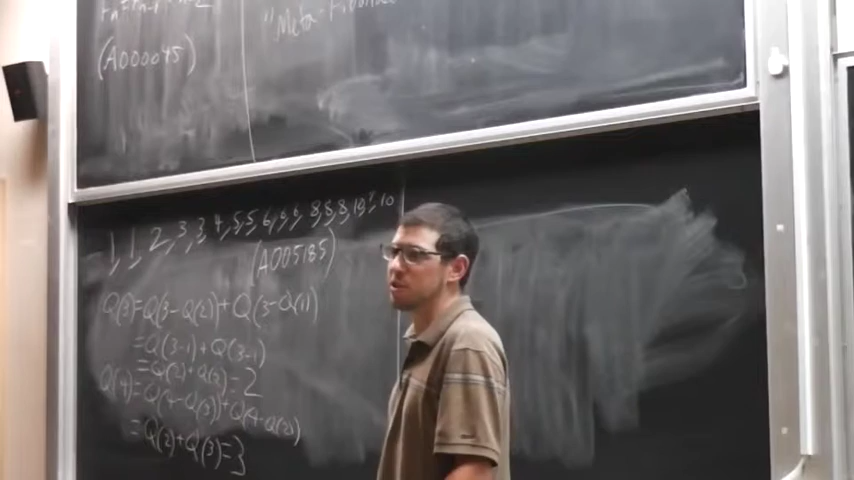 (A000045)
"Meta-Fibonac
1, 1, 2, 3, 3, 4, 5, 5, 6, 6, 6, 8, 8, 8, 10, 9, 10
(A005185)
Q(3)=Q(3-Q(2))+Q(3-Q(1))
=Q(3-1)+Q(3-1)
=Q(2)+Q(2)=2
Q(4)=Q(4-Q(3))+Q(4-Q(2))
=Q(2)+Q(3)=3